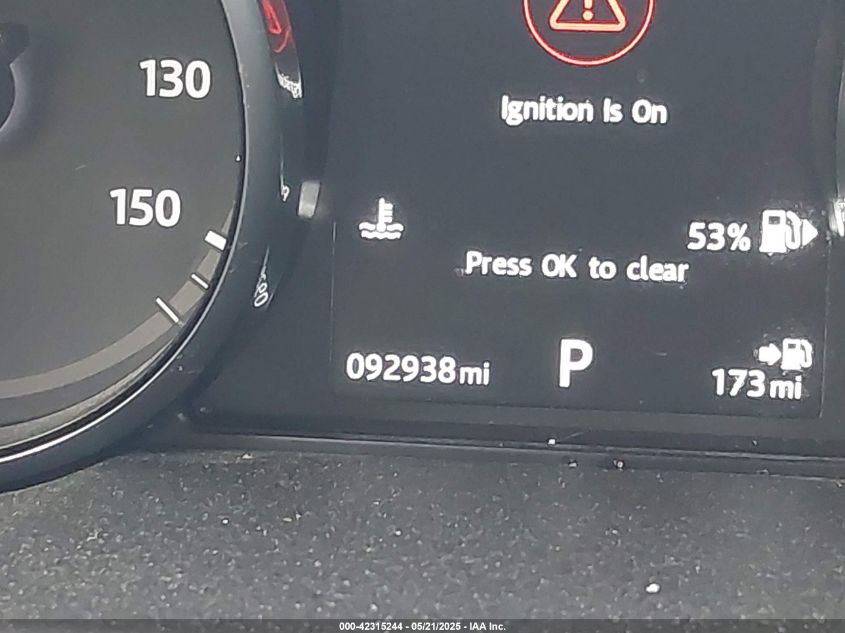 130
150
Ignition Is On
53%
Press OK to clear
092938mi
P
173mi
000-42315244 - 05/21/2025 - IAA Inc.